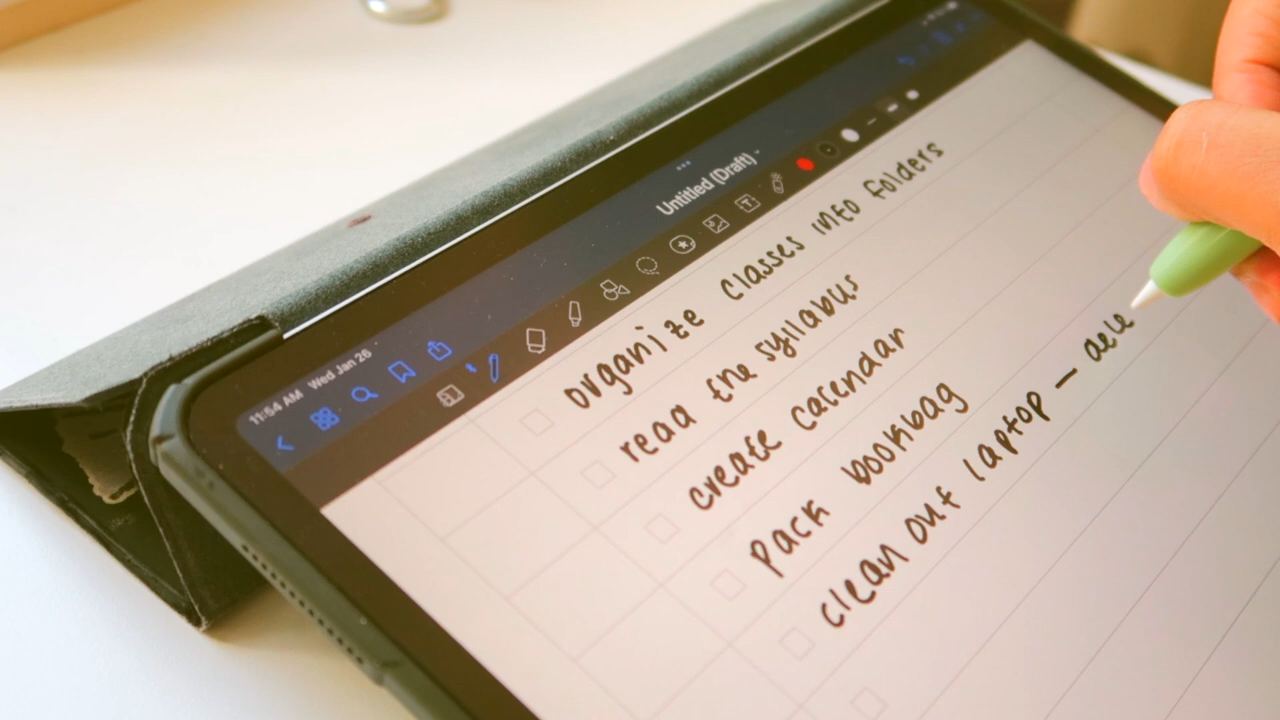 11:54 AM Wed Jan 26
Untitled (Draft)
organize classes into folders
read the syllabus
create calendar
pack bookbag
clean out laptop — dele